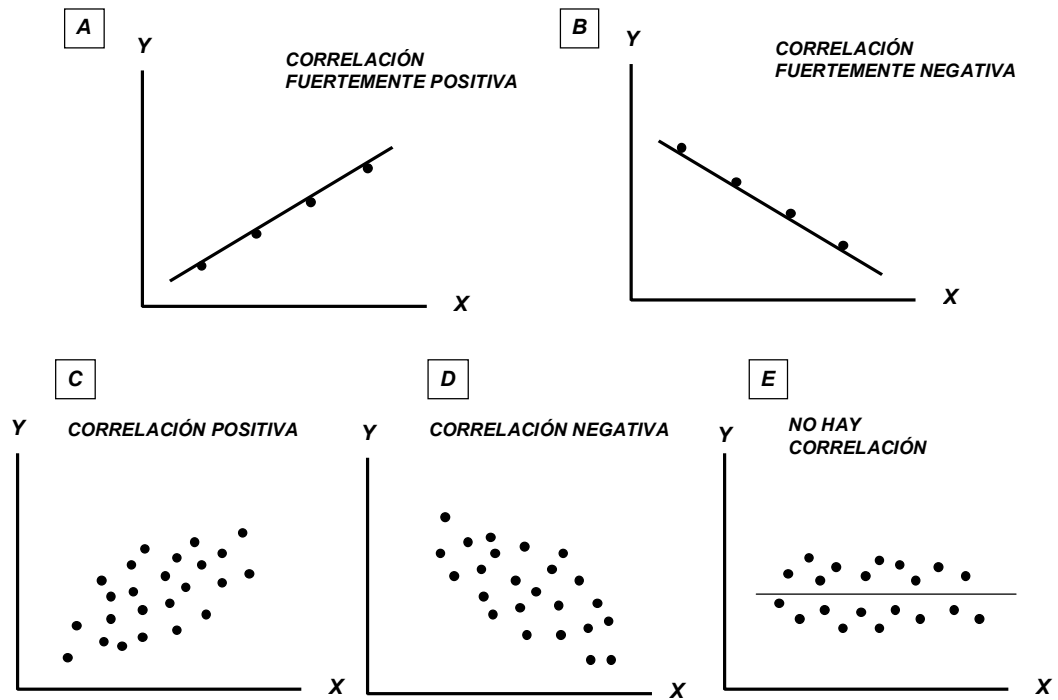 A
Y
CORRELACIÓN
FUERTEMENTE POSITIVA
X
B
Y
CORRELACIÓN
FUERTEMENTE NEGATIVA
X
C
Y
CORRELACIÓN POSITIVA
X
D
Y
CORRELACIÓN NEGATIVA
X
E
Y
NO HAY
CORRELACIÓN
X